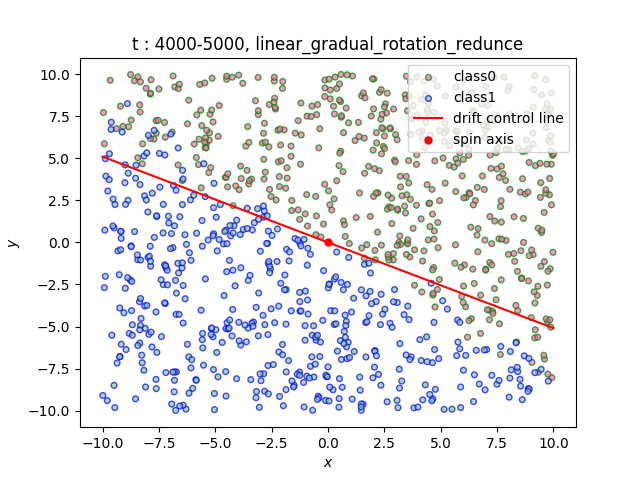 t : 4000-5000, linear_gradual_rotation_redunce
class0
class1
drift control line
spin axis
10.0
7.5
5.0
2.5
0.0
−2.5
−5.0
−7.5
−10.0
y
−10.0 −7.5 −5.0 −2.5 0.0 2.5 5.0 7.5 10.0
x